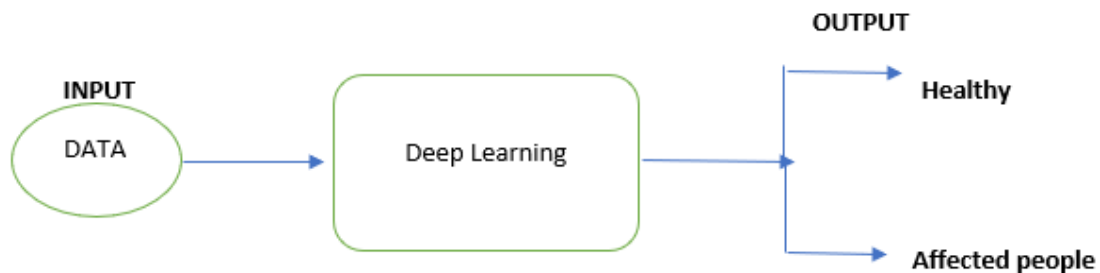 INPUT
DATA
Deep Learning
OUTPUT
Healthy
Affected people